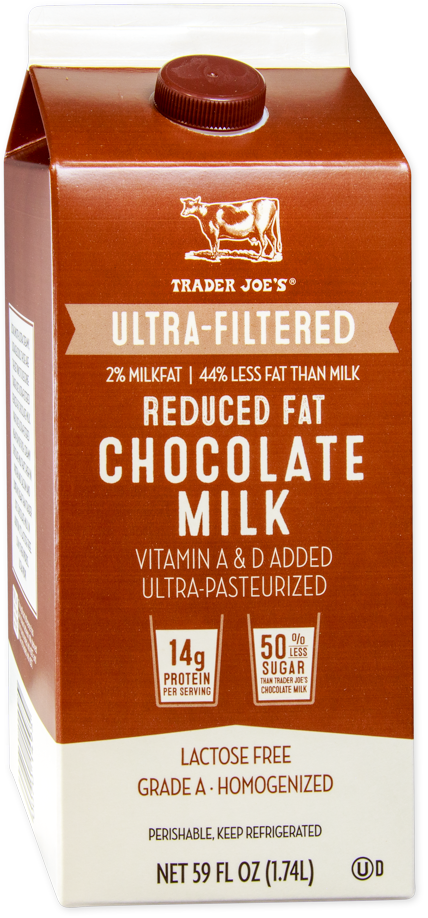 TRADER JOE'S®
ULTRA-FILTERED
2% MILKFAT | 44% LESS FAT THAN MILK
REDUCED FAT
CHOCOLATE
MILK
VITAMIN A & D ADDED
ULTRA-PASTEURIZED
14g
PROTEIN
PER SERVING
50% LESS
SUGAR
THAN TRADER JOE'S
CHOCOLATE MILK
LACTOSE FREE
GRADE A · HOMOGENIZED
PERISHABLE, KEEP REFRIGERATED
NET 59 FL OZ (1.74L)
U D